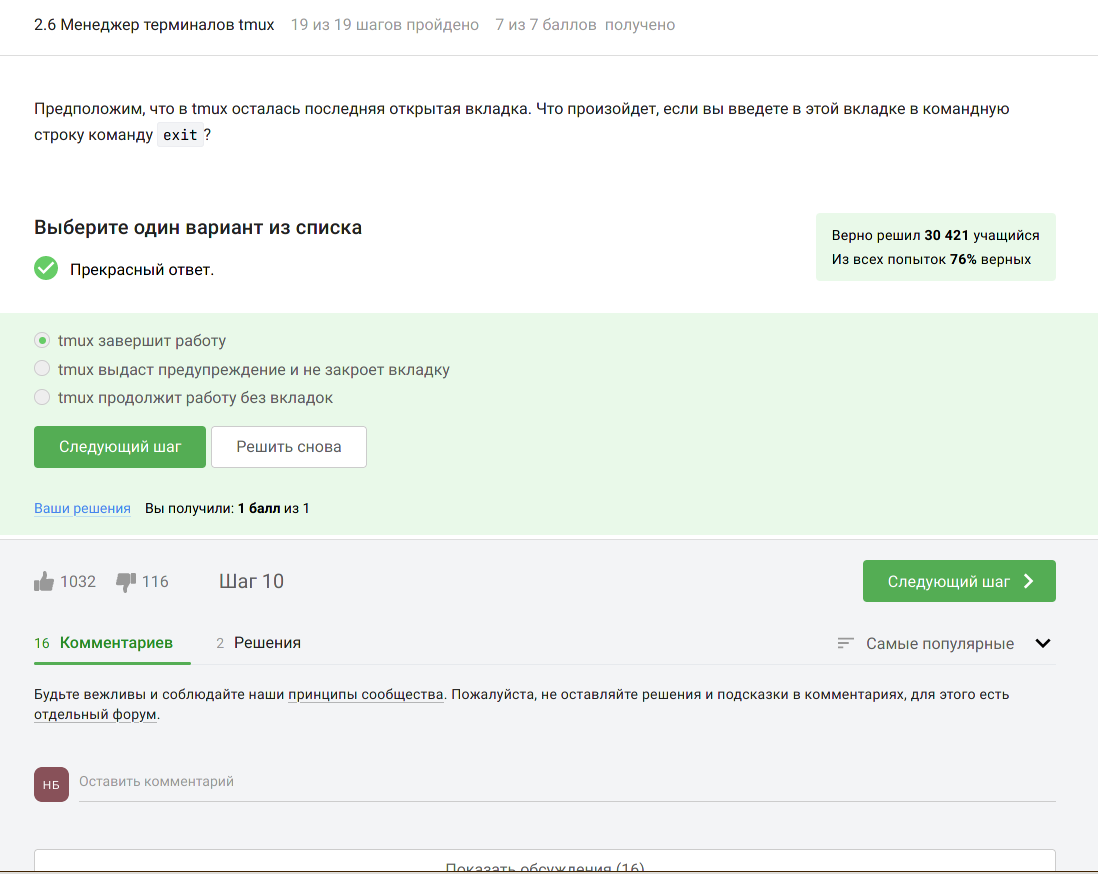 2.6 Менеджер терминалов tmux 19 из 19 шагов пройдено 7 из 7 баллов получено
Предположим, что в tmux осталась последняя открытая вкладка. Что произойдет, если вы введете в этой вкладке в командную
строку команду exit?
Выберите один вариант из списка
Верно решил 30 421 учащийся
Из всех попыток 76% верных
Прекрасный ответ.
tmux завершит работу
tmux выдаст предупреждение и не закроет вкладку
tmux продолжит работу без вкладок
Следующий шаг Решить снова
Ваши решения Вы получили: 1 балл из 1
1032 116 Шаг 10 Следующий шаг
16 Комментариев 2 Решения Самые популярные
Будьте вежливы и соблюдайте наши принципы сообщества. Пожалуйста, не оставляйте решения и подсказки в комментариях, для этого есть
отдельный форум.
НБ Оставить комментарий
Показать обсуждения (16)